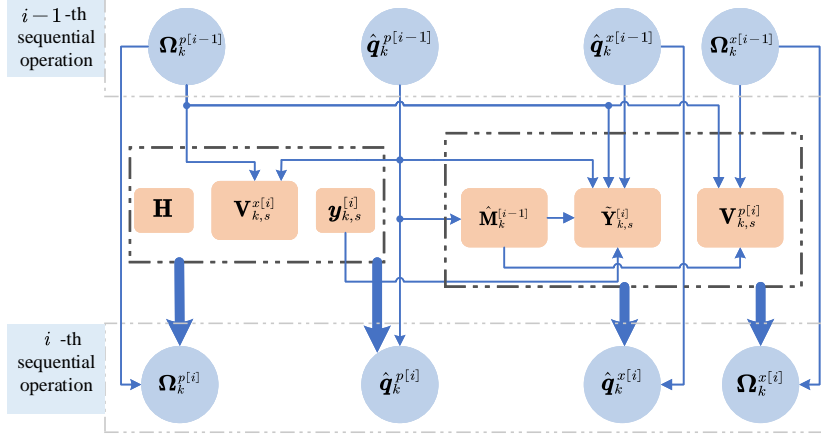 i−1-th
sequential
operation
Ω_k^{p[i−1]}
q̂_k^{p[i−1]}
q̂_k^{x[i−1]}
Ω_k^{x[i−1]}
H
V_{k,s}^{x[i]}
y_{k,s}^{[i]}
M̂_k^{[i−1]}
Ỹ_{k,s}^{[i]}
V_{k,s}^{p[i]}
i -th
sequential
operation
Ω_k^{p[i]}
q̂_k^{p[i]}
q̂_k^{x[i]}
Ω_k^{x[i]}